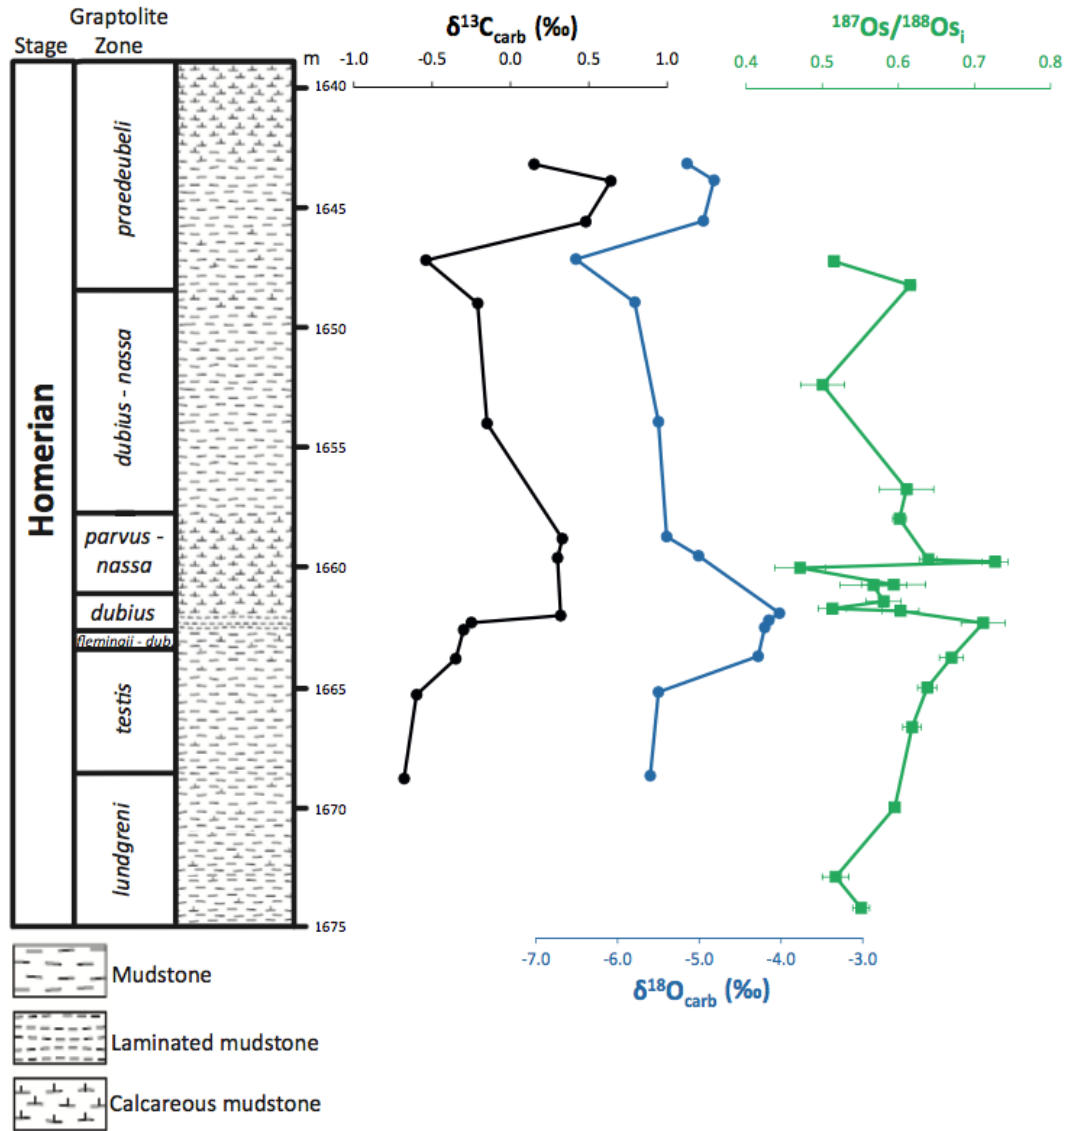 Graptolite
Stage Zone
δ¹³Ccarb (‰)
¹⁸⁷Os/¹⁸⁸Osi
m
-1.0 -0.5 0.0 0.5 1.0
0.4 0.5 0.6 0.7 0.8
Homerian
praedeubeli
dubius - nassa
parvus -
nassa
dubius
flemingii - dub.
testis
lundgreni
1640
1645
1650
1655
1660
1665
1670
1675
-7.0 -6.0 -5.0 -4.0 -3.0
δ¹⁸Ocarb (‰)
Mudstone
Laminated mudstone
Calcareous mudstone